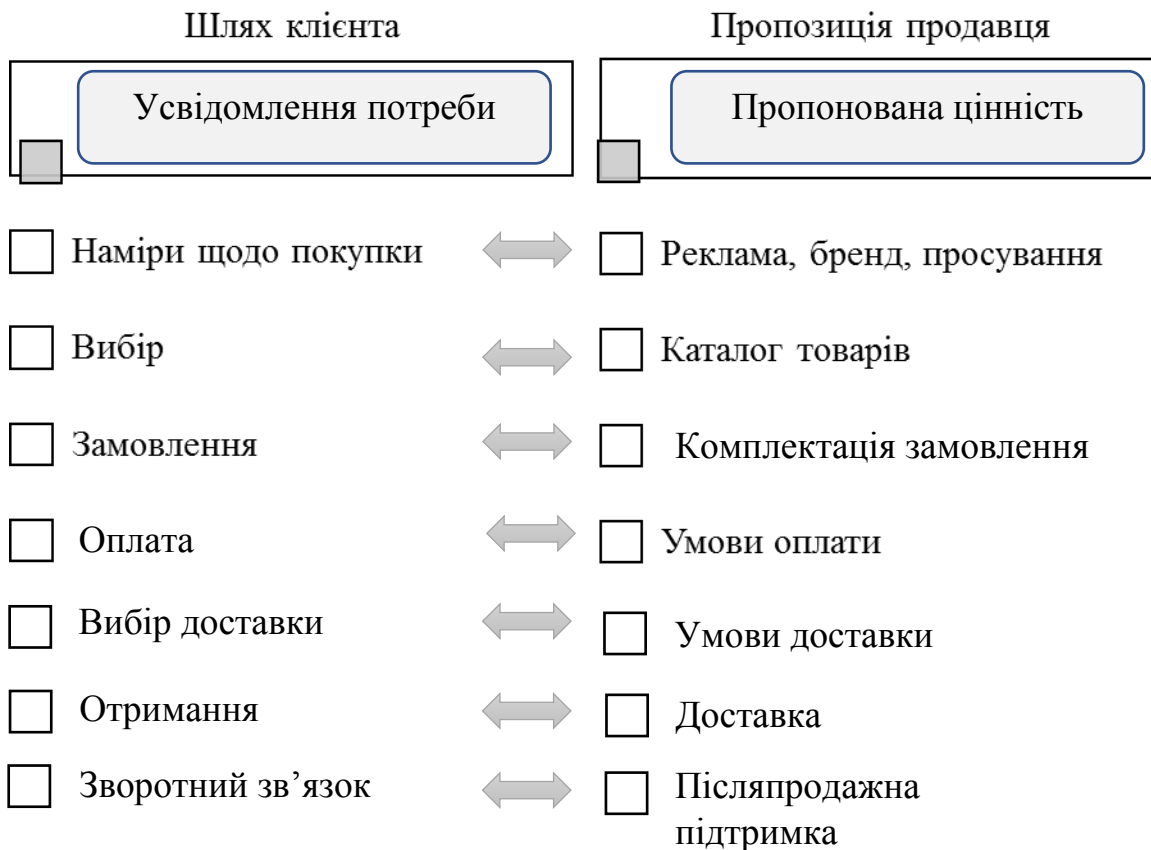 Шлях клієнта
Пропозиція продавця
Усвідомлення потреби
Пропонована цінність
Наміри щодо покупки
Реклама, бренд, просування
Вибір
Каталог товарів
Замовлення
Комплектація замовлення
Оплата
Умови оплати
Вибір доставки
Умови доставки
Отримання
Доставка
Зворотний зв’язок
Післяпродажна
підтримка